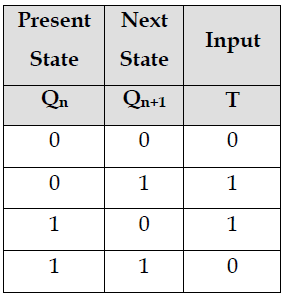 Present Next Input
State State
Qn Qn+1 T
0 0 0
0 1 1
1 0 1
1 1 0